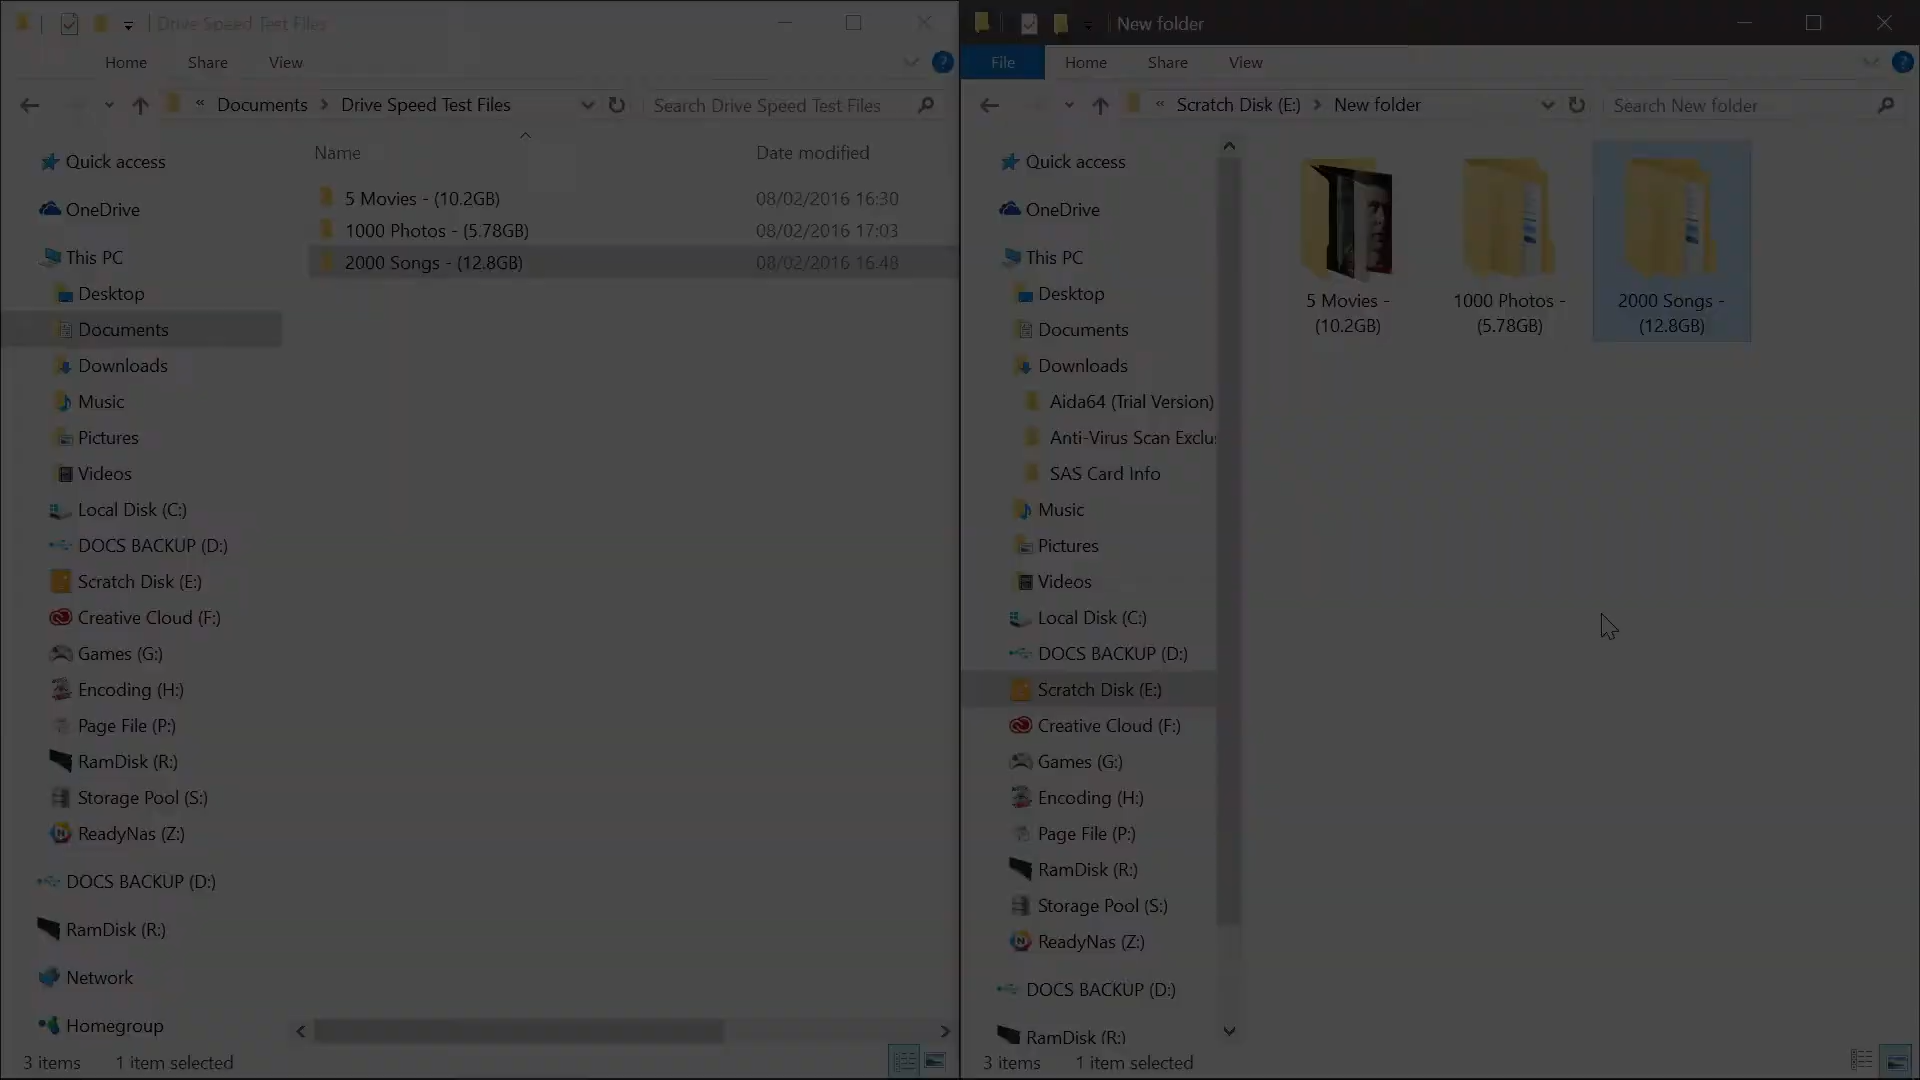 Drive Speed Test Files
Home Share View
« Documents > Drive Speed Test Files
Search Drive Speed Test Files
Name Date modified
5 Movies - (10.2GB) 08/02/2016 16:30
1000 Photos - (5.78GB) 08/02/2016 17:03
2000 Songs - (12.8GB) 08/02/2016 16:48
Quick access
OneDrive
This PC
Desktop
Documents
Downloads
Music
Pictures
Videos
Local Disk (C:)
DOCS BACKUP (D:)
Scratch Disk (E:)
Creative Cloud (F:)
Games (G:)
Encoding (H:)
Page File (P:)
RamDisk (R:)
Storage Pool (S:)
ReadyNas (Z:)
DOCS BACKUP (D:)
RamDisk (R:)
Network
Homegroup
3 items 1 item selected
New folder
File Home Share View
« Scratch Disk (E:) > New folder
Search New folder
Quick access
OneDrive
This PC
Desktop
Documents
Downloads
Aida64 (Trial Version)
Anti-Virus Scan Exclu
SAS Card Info
Music
Pictures
Videos
Local Disk (C:)
DOCS BACKUP (D:)
Scratch Disk (E:)
Creative Cloud (F:)
Games (G:)
Encoding (H:)
Page File (P:)
RamDisk (R:)
Storage Pool (S:)
ReadyNas (Z:)
DOCS BACKUP (D:)
RamDisk (R:)
5 Movies -
(10.2GB)
1000 Photos -
(5.78GB)
2000 Songs -
(12.8GB)
3 items 1 item selected